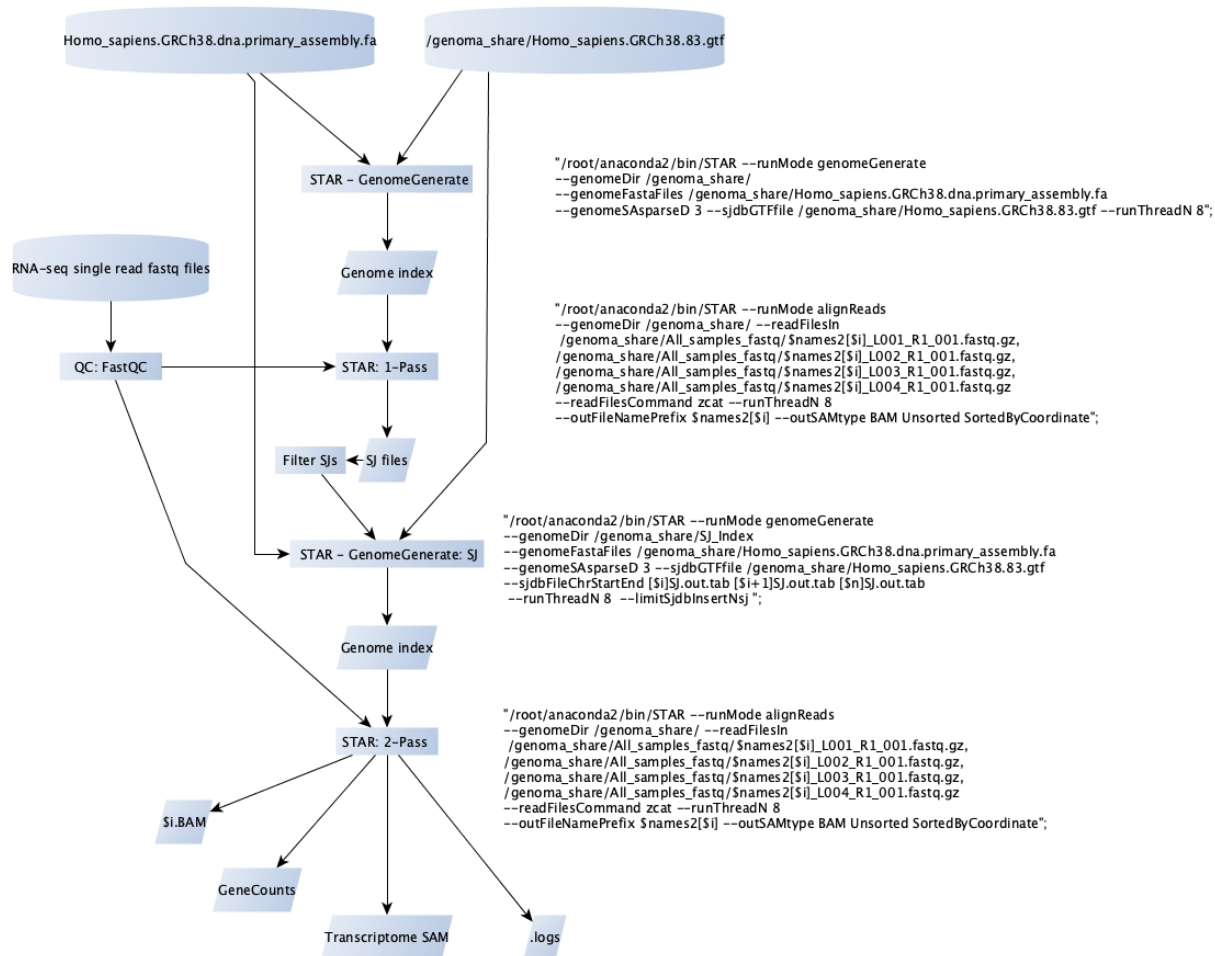 Homo_sapiens.GRCh38.dna.primary_assembly.fa
/genoma_share/Homo_sapiens.GRCh38.83.gtf
STAR - GenomeGenerate
"/root/anaconda2/bin/STAR --runMode genomeGenerate
--genomeDir /genoma_share/
--genomeFastaFiles /genoma_share/Homo_sapiens.GRCh38.dna.primary_assembly.fa
--genomeSAsparseD 3 --sjdbGTFfile /genoma_share/Homo_sapiens.GRCh38.83.gtf --runThreadN 8";
RNA-seq single read fastq files
Genome index
QC: FastQC
STAR: 1-Pass
"/root/anaconda2/bin/STAR --runMode alignReads
--genomeDir /genoma_share/ --readFilesIn
/genoma_share/All_samples_fastq/$names2[$i]_L001_R1_001.fastq.gz,
/genoma_share/All_samples_fastq/$names2[$i]_L002_R1_001.fastq.gz,
/genoma_share/All_samples_fastq/$names2[$i]_L003_R1_001.fastq.gz,
/genoma_share/All_samples_fastq/$names2[$i]_L004_R1_001.fastq.gz
--readFilesCommand zcat --runThreadN 8
--outFileNamePrefix $names2[$i] --outSAMtype BAM Unsorted SortedByCoordinate";
Filter SJs
SJ files
STAR - GenomeGenerate: SJ
"/root/anaconda2/bin/STAR --runMode genomeGenerate
--genomeDir /genoma_share/SJ_Index
--genomeFastaFiles /genoma_share/Homo_sapiens.GRCh38.dna.primary_assembly.fa
--genomeSAsparseD 3 --sjdbGTFfile /genoma_share/Homo_sapiens.GRCh38.83.gtf
--sjdbFileChrStartEnd [$i]SJ.out.tab [$i+1]SJ.out.tab [$n]SJ.out.tab
--runThreadN 8 --limitSjdbInsertNsj ";
Genome index
STAR: 2-Pass
"/root/anaconda2/bin/STAR --runMode alignReads
--genomeDir /genoma_share/ --readFilesIn
/genoma_share/All_samples_fastq/$names2[$i]_L001_R1_001.fastq.gz,
/genoma_share/All_samples_fastq/$names2[$i]_L002_R1_001.fastq.gz,
/genoma_share/All_samples_fastq/$names2[$i]_L003_R1_001.fastq.gz,
/genoma_share/All_samples_fastq/$names2[$i]_L004_R1_001.fastq.gz
--readFilesCommand zcat --runThreadN 8
--outFileNamePrefix $names2[$i] --outSAMtype BAM Unsorted SortedByCoordinate";
$i.BAM
GeneCounts
Transcriptome SAM
.logs